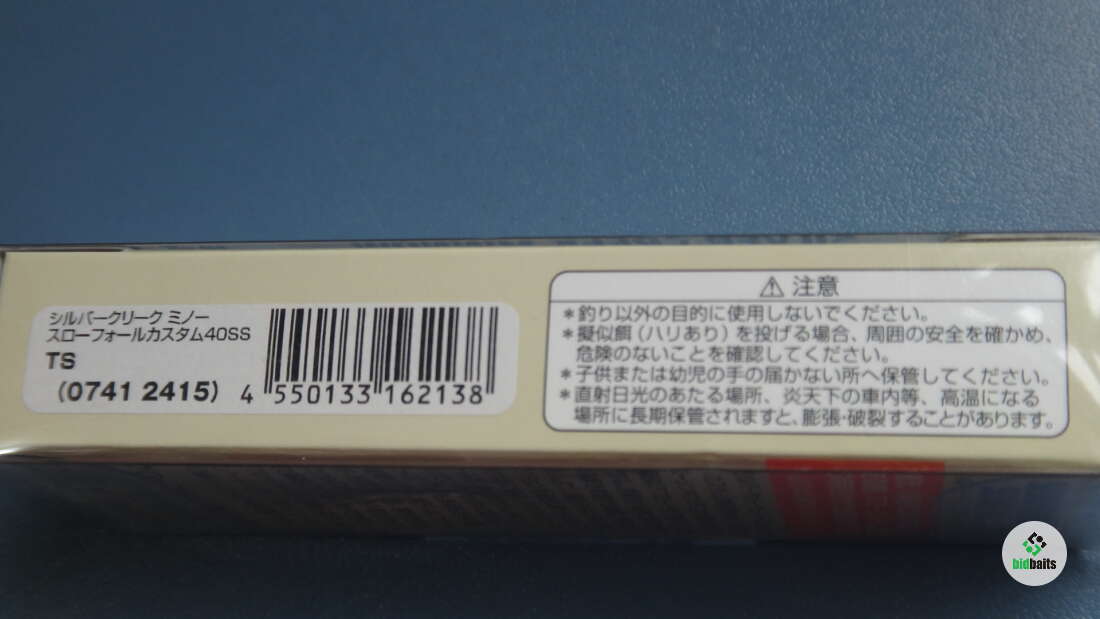 シルバークリーク ミノー
スローフォールカスタム40SS
TS
(0741 2415)
4 550133 162138
⚠ 注意
＊釣り以外の目的に使用しないでください。
＊擬似餌（ハリあり）を投げる場合、周囲の安全を確かめ、
危険のないことを確認してください。
＊子供または幼児の手の届かない所へ保管してください。
＊直射日光のあたる場所、炎天下の車内等、高温になる
場所に長期保管されますと、膨張・破裂することがあります。
bidbaits